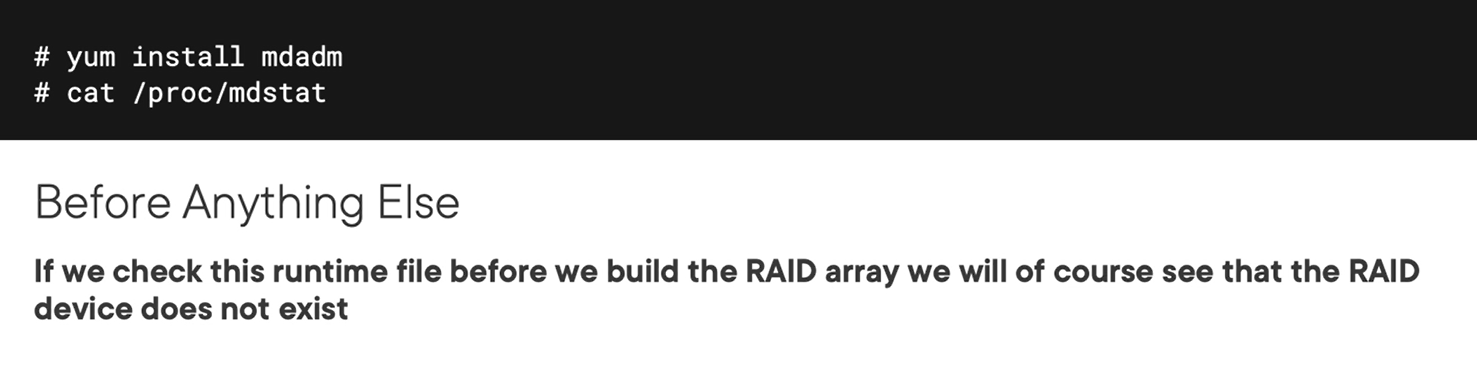 # yum install mdadm
# cat /proc/mdstat
Before Anything Else
If we check this runtime file before we build the RAID array we will of course see that the RAID
device does not exist